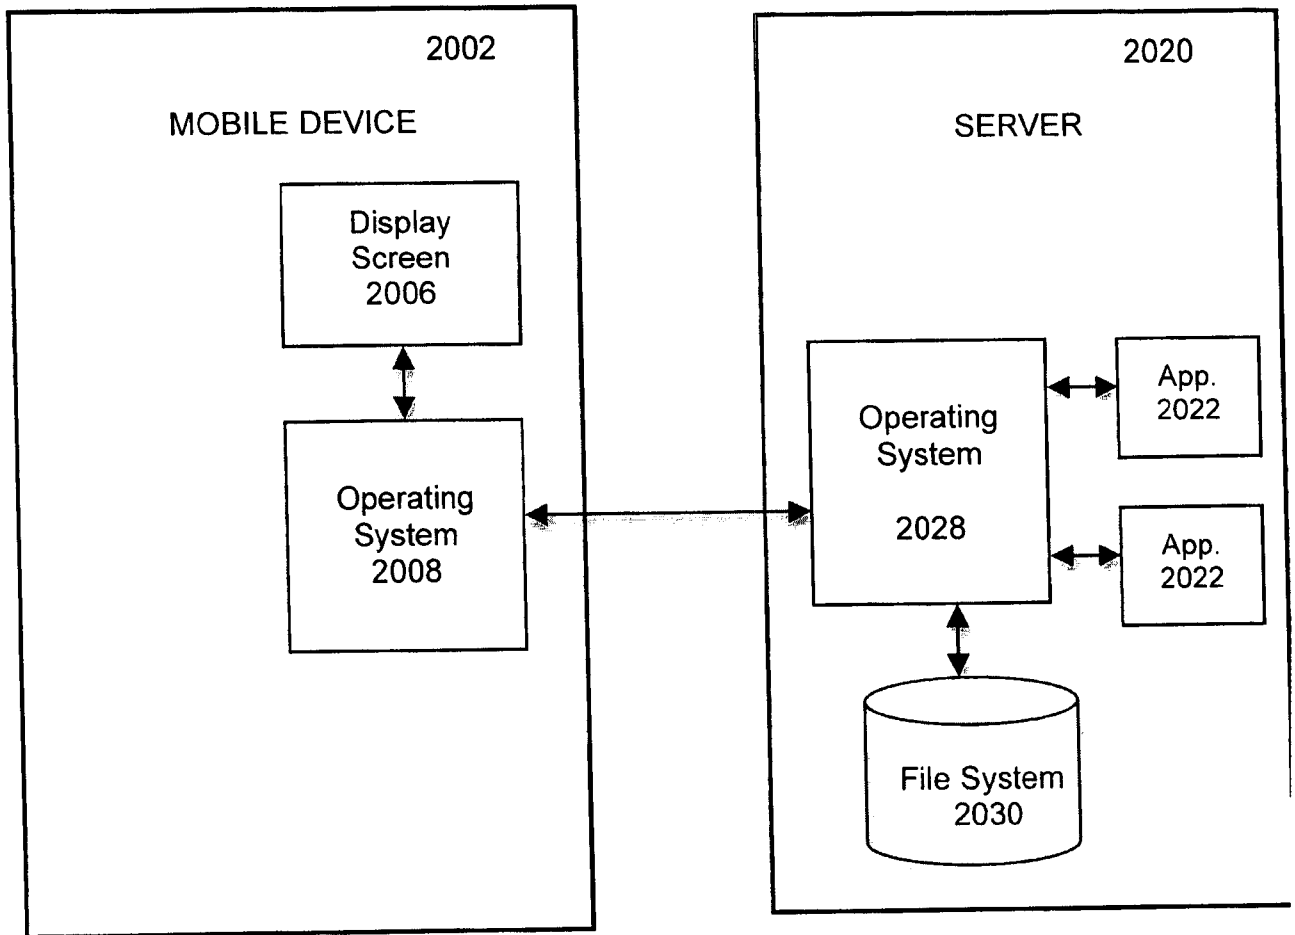 2002
MOBILE DEVICE
Display
Screen
2006
Operating
System
2008
2020
SERVER
Operating
System
2028
App.
2022
App.
2022
File System
2030